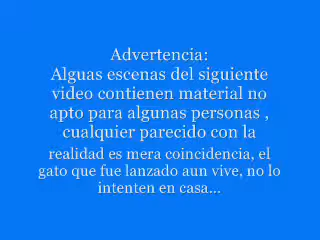 Advertencia:
Alguas escenas del siguiente
video contienen material no
apto para algunas personas ,
cualquier parecido con la
realidad es mera coincidencia, el
gato que fue lanzado aun vive, no lo
intenten en casa...